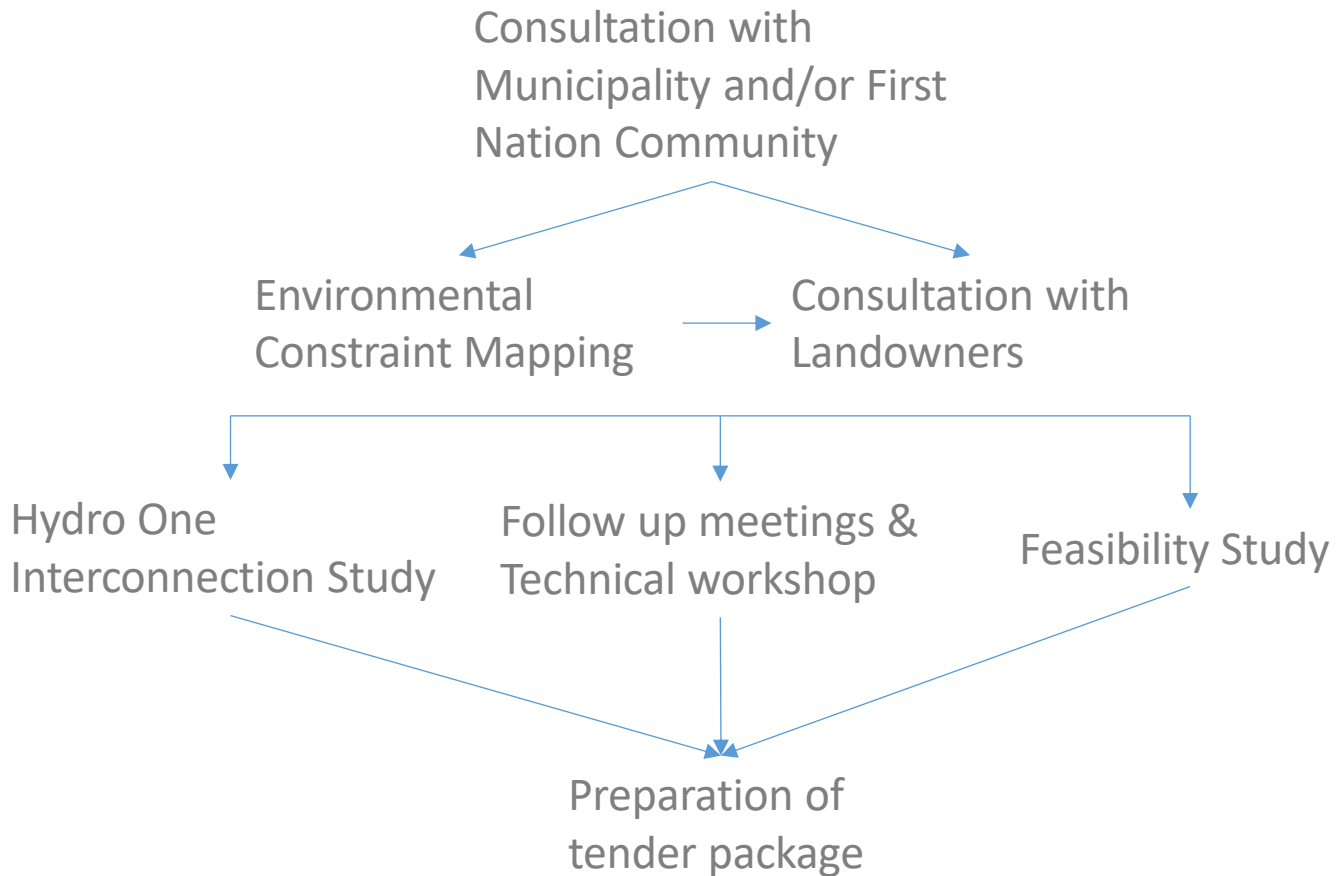 Consultation with
Municipality and/or First
Nation Community
Environmental
Constraint Mapping
Consultation with
Landowners
Hydro One
Interconnection Study
Follow up meetings &
Technical workshop
Feasibility Study
Preparation of
tender package